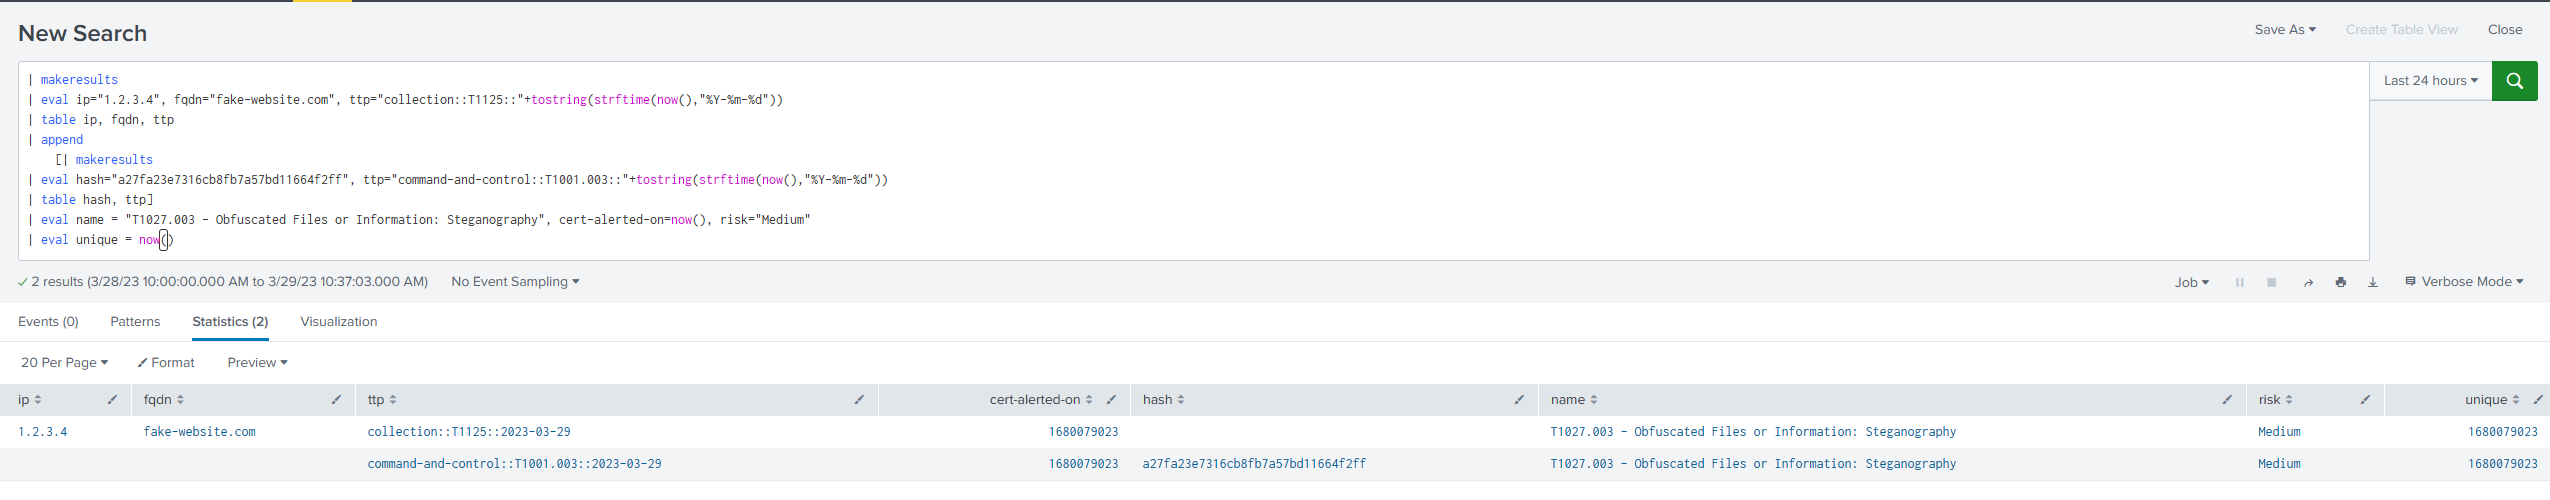 New Search
Save As Create Table View Close
| makeresults
| eval ip="1.2.3.4", fqdn="fake-website.com", ttp="collection::T1125::"+tostring(strftime(now(),"%Y-%m-%d"))
| table ip, fqdn, ttp
| append
[| makeresults
| eval hash="a27fa23e7316cb8fb7a57bd11664f2ff", ttp="command-and-control::T1001.003::"+tostring(strftime(now(),"%Y-%m-%d"))
| table hash, ttp]
| eval name = "T1027.003 - Obfuscated Files or Information: Steganography", cert-alerted-on=now(), risk="Medium"
| eval unique = now()
Last 24 hours
2 results (3/28/23 10:00:00.000 AM to 3/29/23 10:37:03.000 AM) No Event Sampling
Job Verbose Mode
Events (0) Patterns Statistics (2) Visualization
20 Per Page Format Preview
ip fqdn ttp cert-alerted-on hash name risk unique
1.2.3.4 fake-website.com collection::T1125::2023-03-29 1680079023 T1027.003 - Obfuscated Files or Information: Steganography Medium 1680079023
command-and-control::T1001.003::2023-03-29 1680079023 a27fa23e7316cb8fb7a57bd11664f2ff T1027.003 - Obfuscated Files or Information: Steganography Medium 1680079023